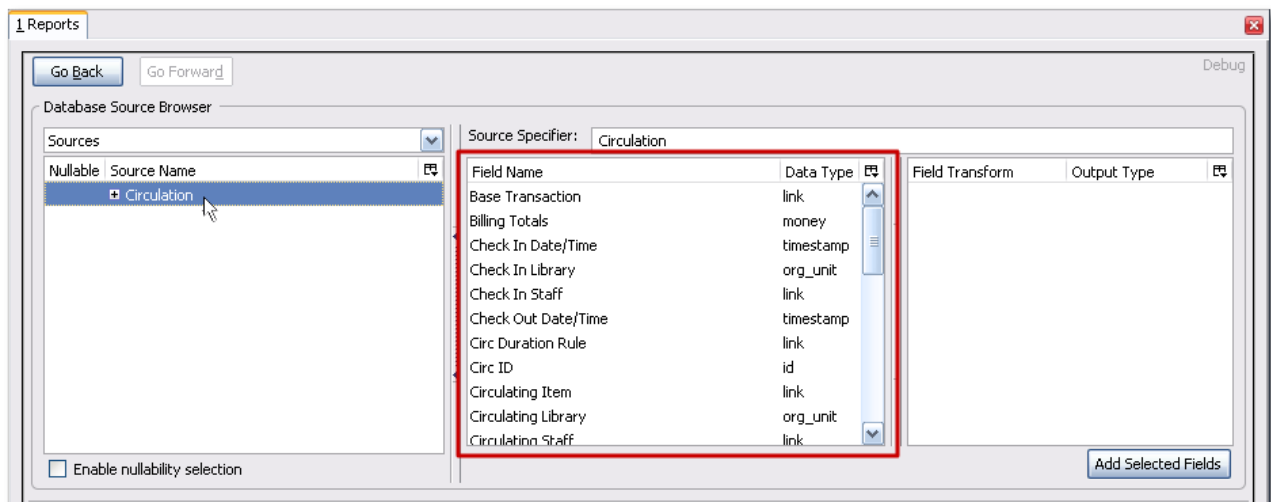 1 Reports
Go Back Go Forward Debug
Database Source Browser
Sources Source Specifier: Circulation
Nullable Source Name Field Name Data Type Field Transform Output Type
Circulation Base Transaction link
Billing Totals money
Check In Date/Time timestamp
Check In Library org_unit
Check In Staff link
Check Out Date/Time timestamp
Circ Duration Rule link
Circ ID id
Circulating Item link
Circulating Library org_unit
Circulating Staff link
Enable nullability selection Add Selected Fields